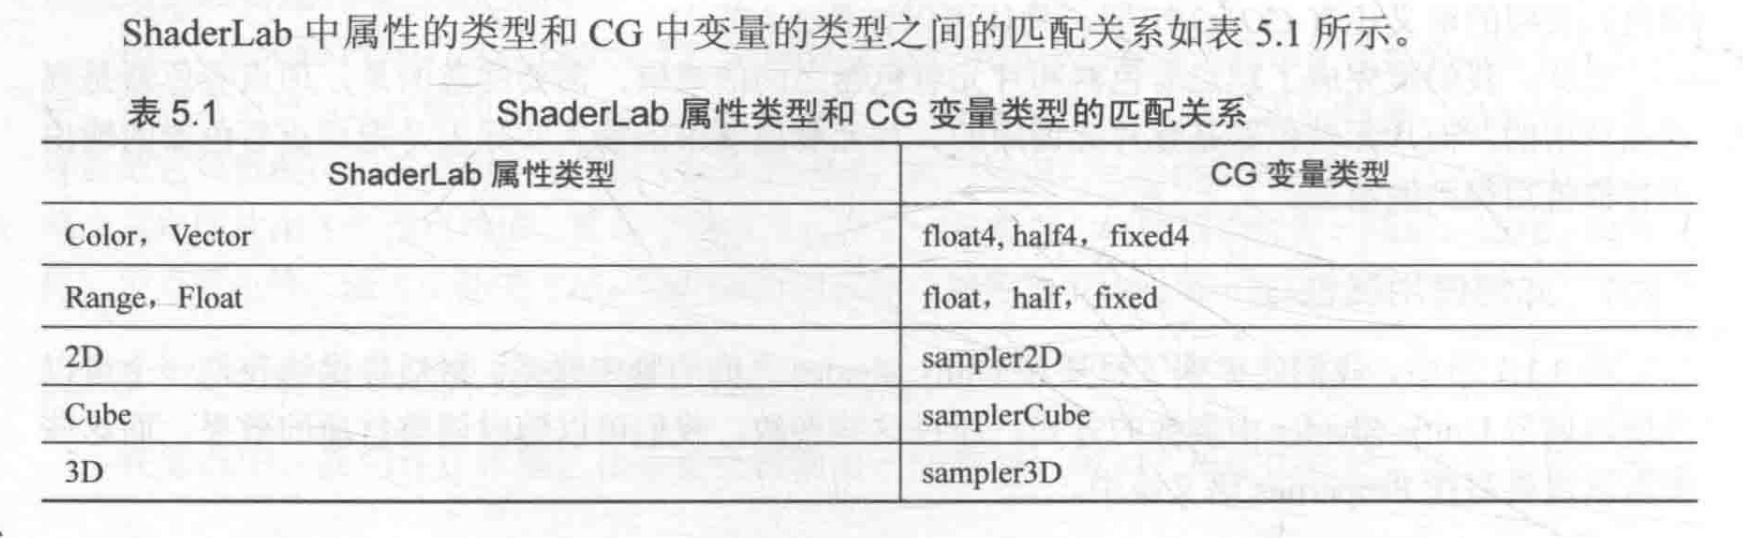 ShaderLab 中属性的类型和 CG 中变量的类型之间的匹配关系如表 5.1 所示。
表 5.1 ShaderLab 属性类型和 CG 变量类型的匹配关系
ShaderLab 属性类型 CG 变量类型
Color，Vector float4, half4，fixed4
Range，Float float，half，fixed
2D sampler2D
Cube samplerCube
3D sampler3D